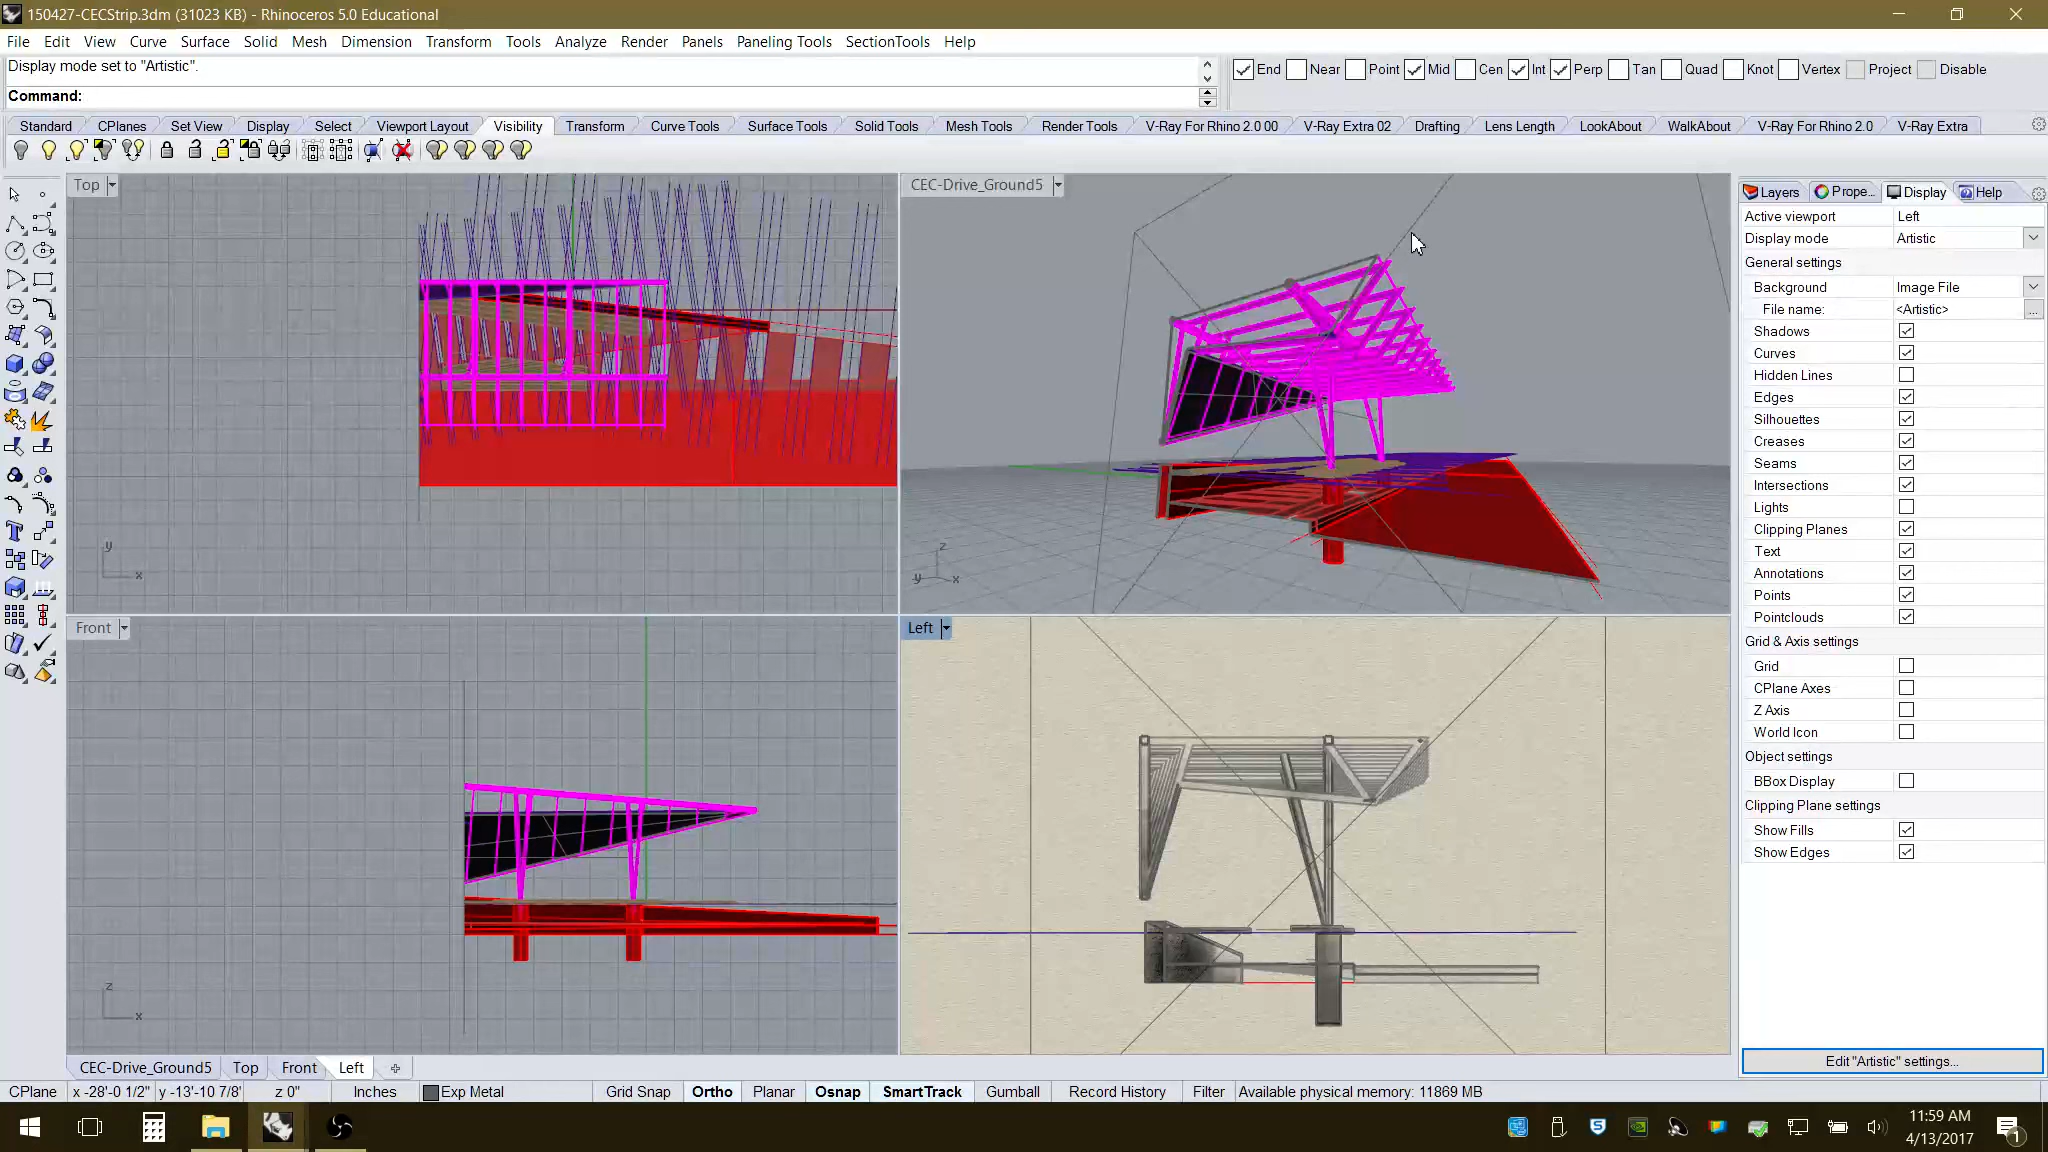 150427-CECStrip.3dm (31023 KB) - Rhinoceros 5.0 Educational
File Edit View Curve Surface Solid Mesh Dimension Transform Tools Analyze Render Panels Paneling Tools SectionTools Help
Display mode set to "Artistic".
Command:
End Near Point Mid Cen Int Perp Tan Quad Knot Vertex Project Disable
Standard CPlanes Set View Display Select Viewport Layout Visibility Transform Curve Tools Surface Tools Solid Tools Mesh Tools Render Tools V-Ray For Rhino 2.0 00 V-Ray Extra 02 Drafting Lens Length LookAbout WalkAbout V-Ray For Rhino 2.0 V-Ray Extra
Top
y
x
CEC-Drive_Ground5
z
y x
Front
z
x
Left
Layers Prope... Display Help
Active viewport Left
Display mode Artistic
General settings
Background Image File
File name: <Artistic> ...
Shadows
Curves
Hidden Lines
Edges
Silhouettes
Creases
Seams
Intersections
Lights
Clipping Planes
Text
Annotations
Points
Pointclouds
Grid & Axis settings
Grid
CPlane Axes
Z Axis
World Icon
Object settings
BBox Display
Clipping Plane settings
Show Fills
Show Edges
Edit "Artistic" settings...
CEC-Drive_Ground5 Top Front Left
CPlane x -28'-0 1/2" y -13'-10 7/8' z 0" Inches Exp Metal Grid Snap Ortho Planar Osnap SmartTrack Gumball Record History Filter Available physical memory: 11869 MB
11:59 AM
4/13/2017
1